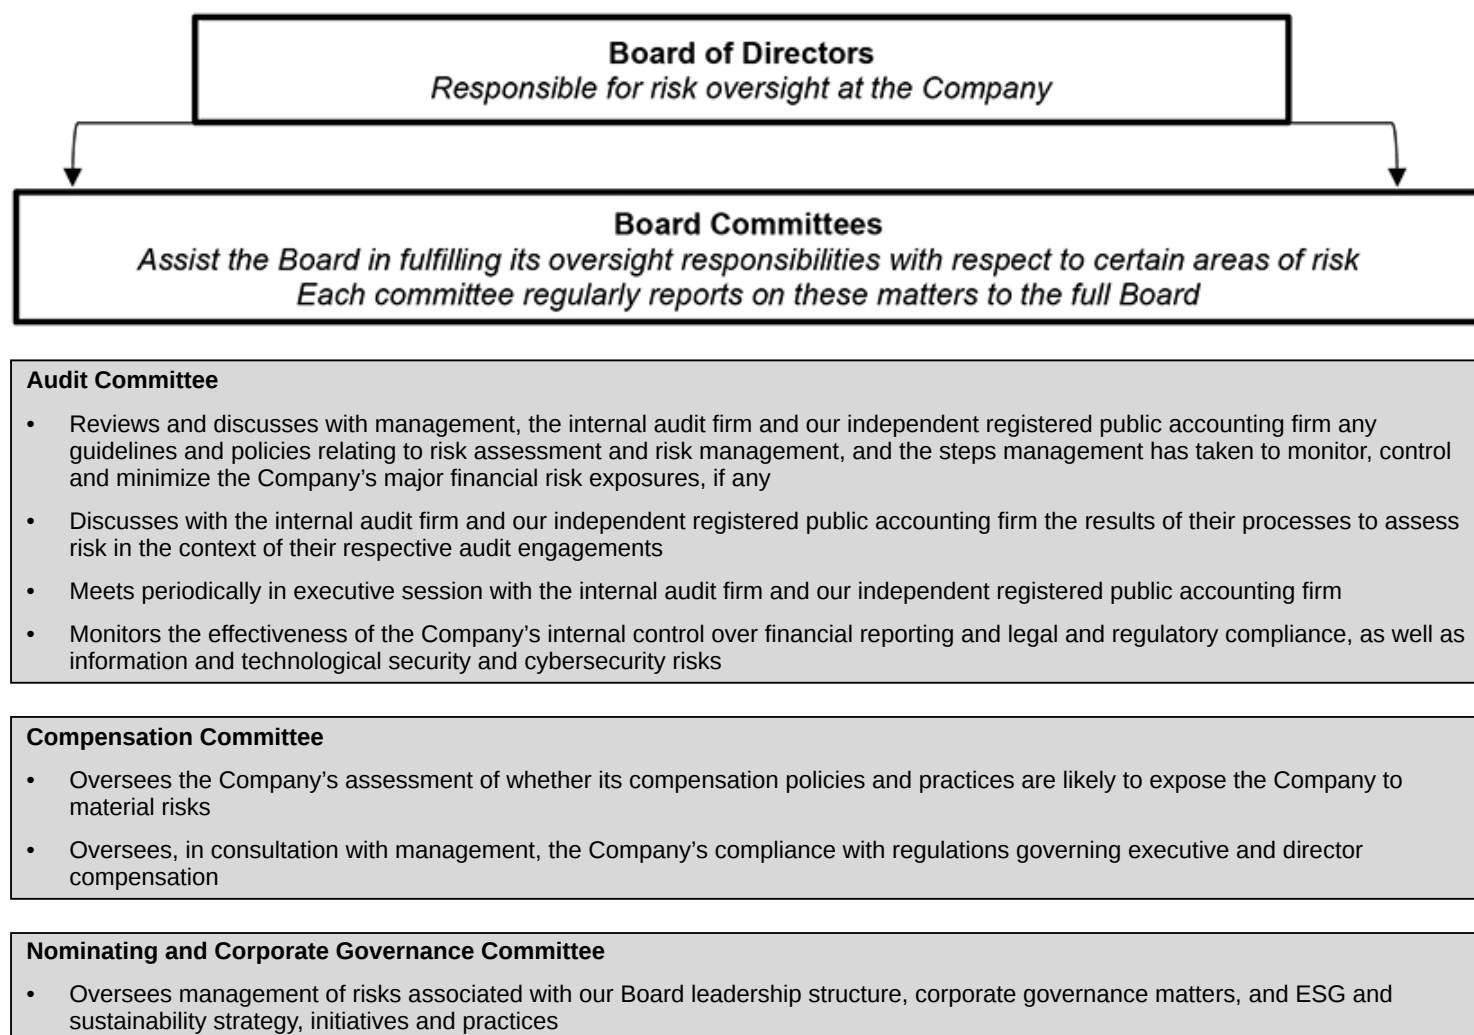 Board of Directors
Responsible for risk oversight at the Company
Board Committees
Assist the Board in fulfilling its oversight responsibilities with respect to certain areas of risk
Each committee regularly reports on these matters to the full Board
Audit Committee
• Reviews and discusses with management, the internal audit firm and our independent registered public accounting firm any
guidelines and policies relating to risk assessment and risk management, and the steps management has taken to monitor, control
and minimize the Company’s major financial risk exposures, if any
• Discusses with the internal audit firm and our independent registered public accounting firm the results of their processes to assess
risk in the context of their respective audit engagements
• Meets periodically in executive session with the internal audit firm and our independent registered public accounting firm
• Monitors the effectiveness of the Company’s internal control over financial reporting and legal and regulatory compliance, as well as
information and technological security and cybersecurity risks
Compensation Committee
• Oversees the Company’s assessment of whether its compensation policies and practices are likely to expose the Company to
material risks
• Oversees, in consultation with management, the Company’s compliance with regulations governing executive and director
compensation
Nominating and Corporate Governance Committee
• Oversees management of risks associated with our Board leadership structure, corporate governance matters, and ESG and
sustainability strategy, initiatives and practices